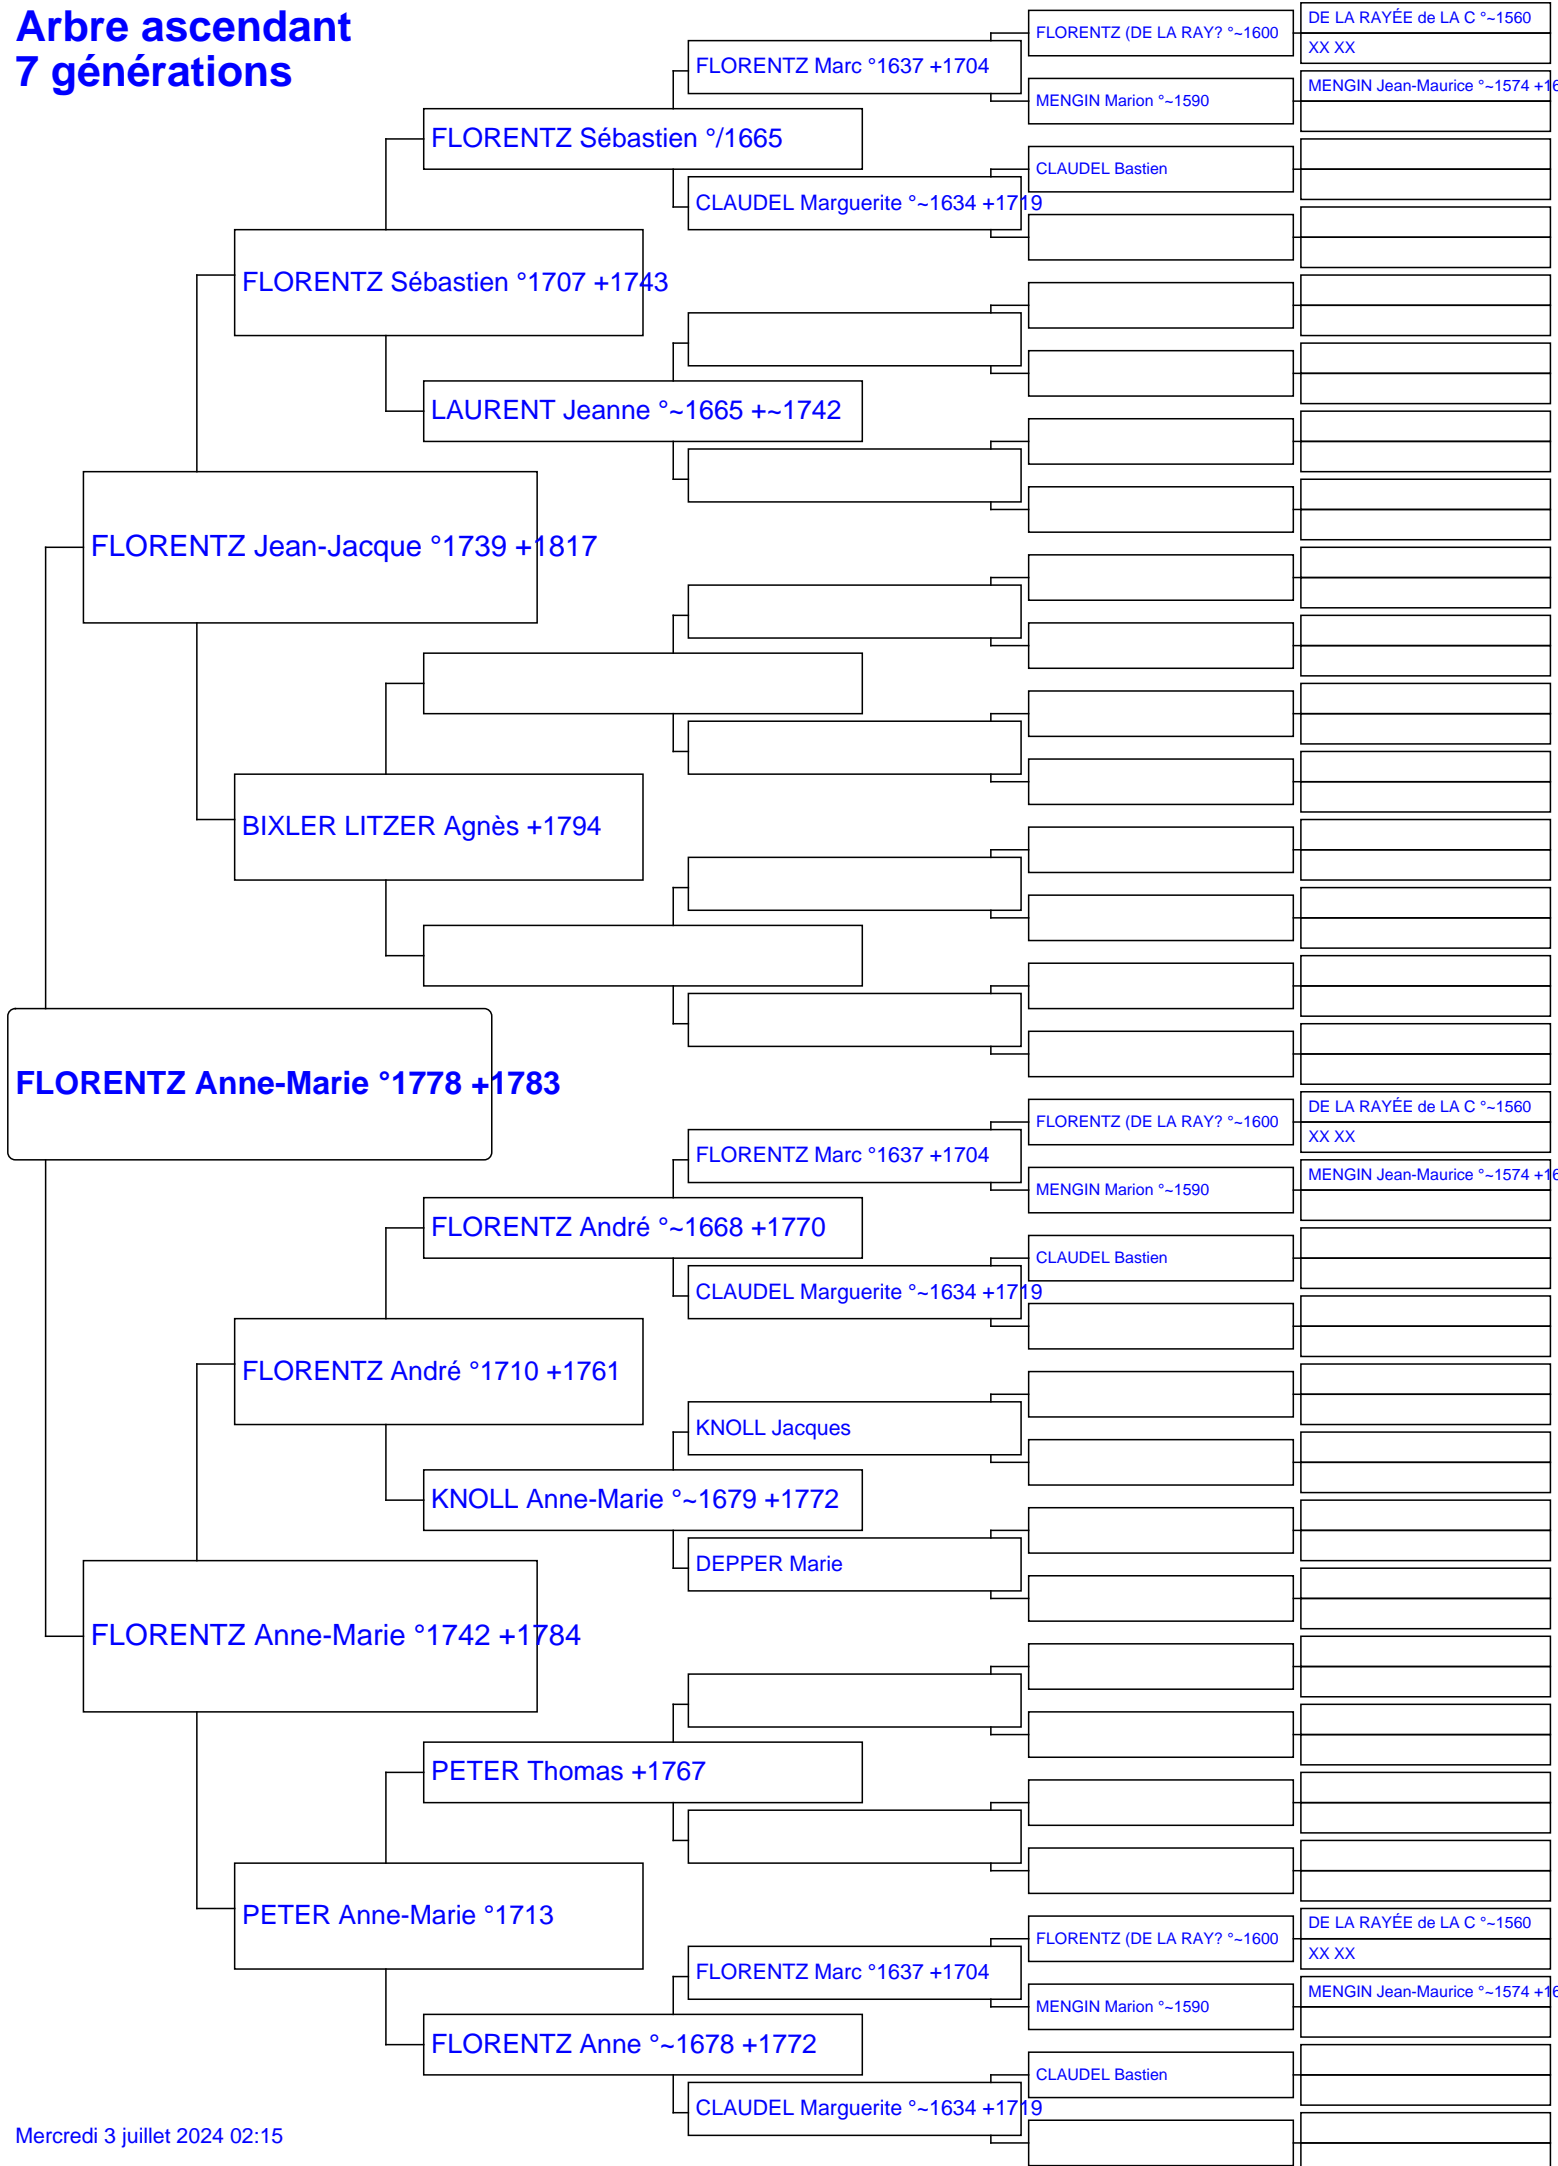 Arbre ascendant
7 générations
DE LA RAYÉE de LA C °~1560
FLORENTZ (DE LA RAY? °~1600
XX XX
FLORENTZ Marc °1637 +1704
MENGIN Jean-Maurice °~1574 +16
MENGIN Marion °~1590
FLORENTZ Sébastien °/1665
CLAUDEL Bastien
CLAUDEL Marguerite °~1634 +1719
FLORENTZ Sébastien °1707 +1743
LAURENT Jeanne °~1665 +~1742
FLORENTZ Jean-Jacque °1739 +1817
BIXLER LITZER Agnès +1794
FLORENTZ Anne-Marie °1778 +1783
DE LA RAYÉE de LA C °~1560
FLORENTZ (DE LA RAY? °~1600
XX XX
FLORENTZ Marc °1637 +1704
MENGIN Jean-Maurice °~1574 +16
MENGIN Marion °~1590
FLORENTZ André °~1668 +1770
CLAUDEL Bastien
CLAUDEL Marguerite °~1634 +1719
FLORENTZ André °1710 +1761
KNOLL Jacques
KNOLL Anne-Marie °~1679 +1772
DEPPER Marie
FLORENTZ Anne-Marie °1742 +1784
PETER Thomas +1767
PETER Anne-Marie °1713
DE LA RAYÉE de LA C °~1560
FLORENTZ (DE LA RAY? °~1600
XX XX
FLORENTZ Marc °1637 +1704
MENGIN Jean-Maurice °~1574 +16
MENGIN Marion °~1590
FLORENTZ Anne °~1678 +1772
CLAUDEL Bastien
CLAUDEL Marguerite °~1634 +1719
Mercredi 3 juillet 2024 02:15